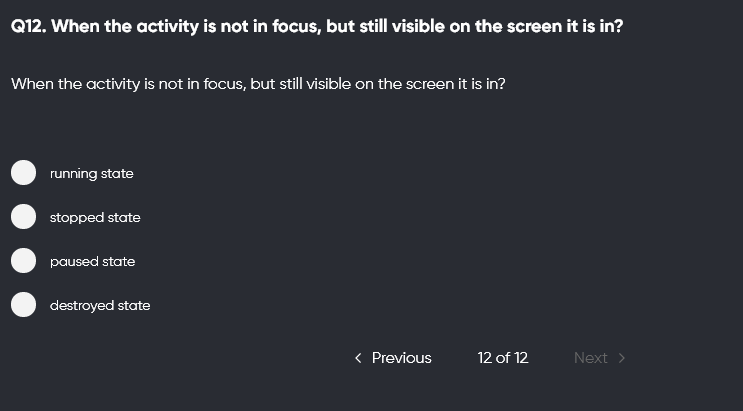 Q12. When the activity is not in focus, but still visible on the screen it is in?
When the activity is not in focus, but still visible on the screen it is in?
running state
stopped state
paused state
destroyed state
< Previous 12 of 12 Next >